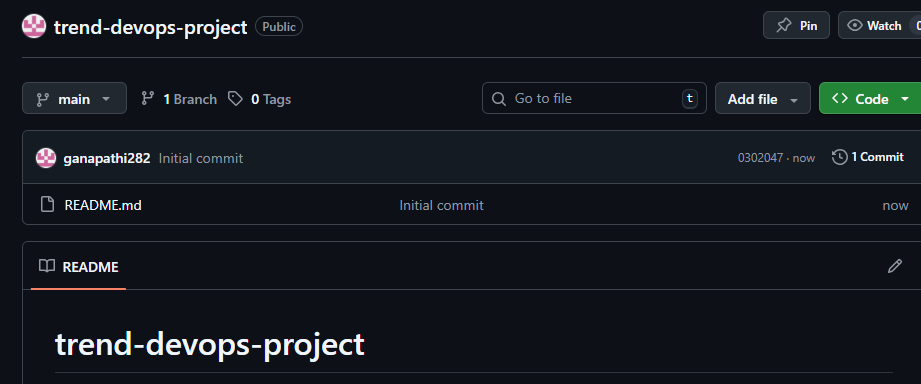 trend-devops-project Public Pin Watch
main 1 Branch 0 Tags Go to file t Add file Code
ganapathi282 Initial commit 0302047 · now 1 Commit
README.md Initial commit now
README
trend-devops-project